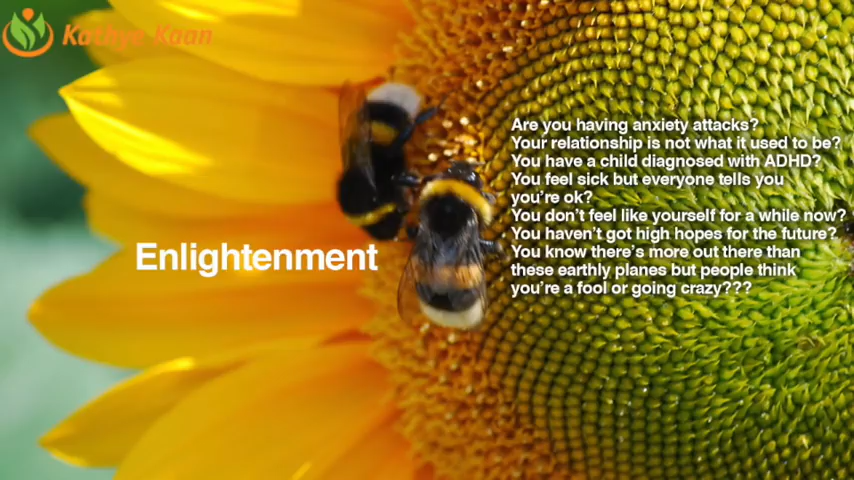 Kathye Kaan
Are you having anxiety attacks?
Your relationship is not what it used to be?
You have a child diagnosed with ADHD?
You feel sick but everyone tells you
you're ok?
You don't feel like yourself for a while now?
You haven't got high hopes for the future?
You know there's more out there than
these earthly planes but people think
you're a fool or going crazy???
Enlightenment